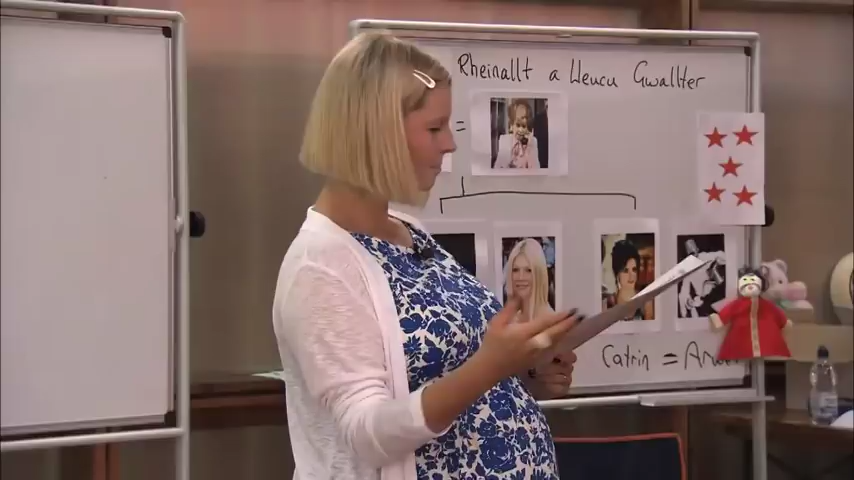 Rheinallt a Lleucu Gwallter
=
Catrin =